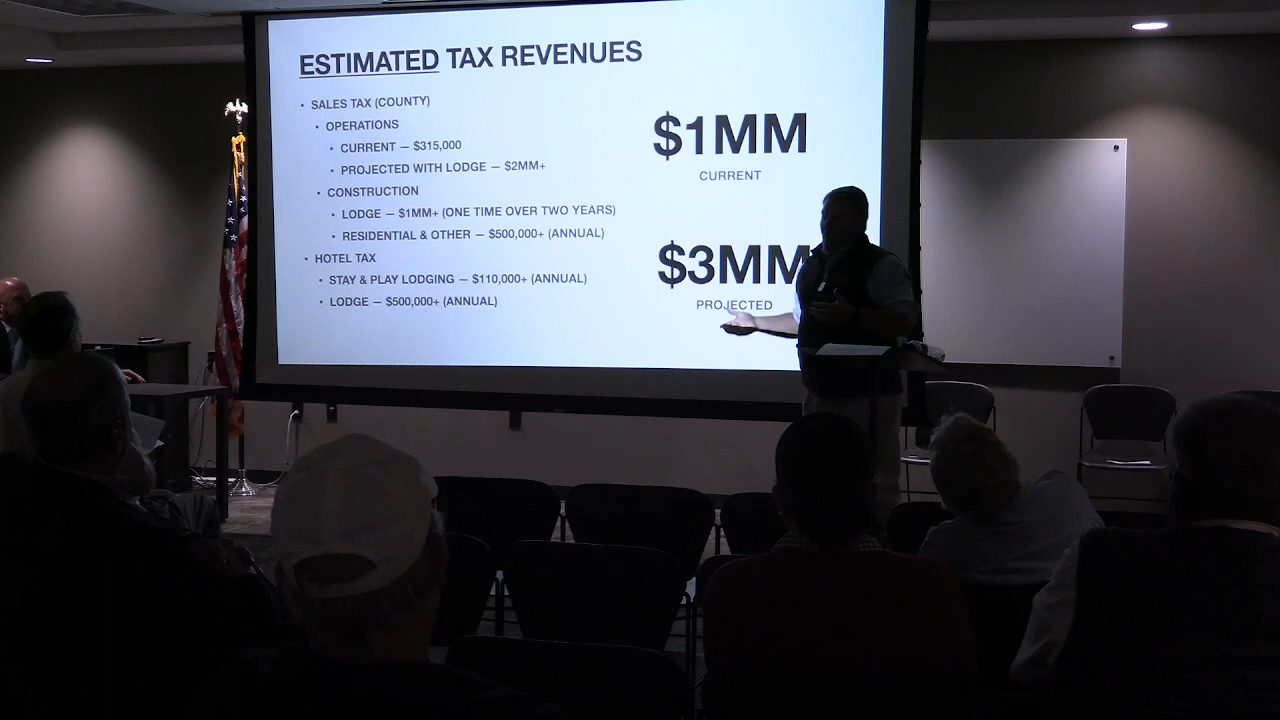 ESTIMATED TAX REVENUES
• SALES TAX (COUNTY)
• OPERATIONS
• CURRENT — $315,000
• PROJECTED WITH LODGE — $2MM+
• CONSTRUCTION
• LODGE — $1MM+ (ONE TIME OVER TWO YEARS)
• RESIDENTIAL & OTHER — $500,000+ (ANNUAL)
• HOTEL TAX
• STAY & PLAY LODGING — $110,000+ (ANNUAL)
• LODGE — $500,000+ (ANNUAL)
$1MM
CURRENT
$3MM
PROJECTED